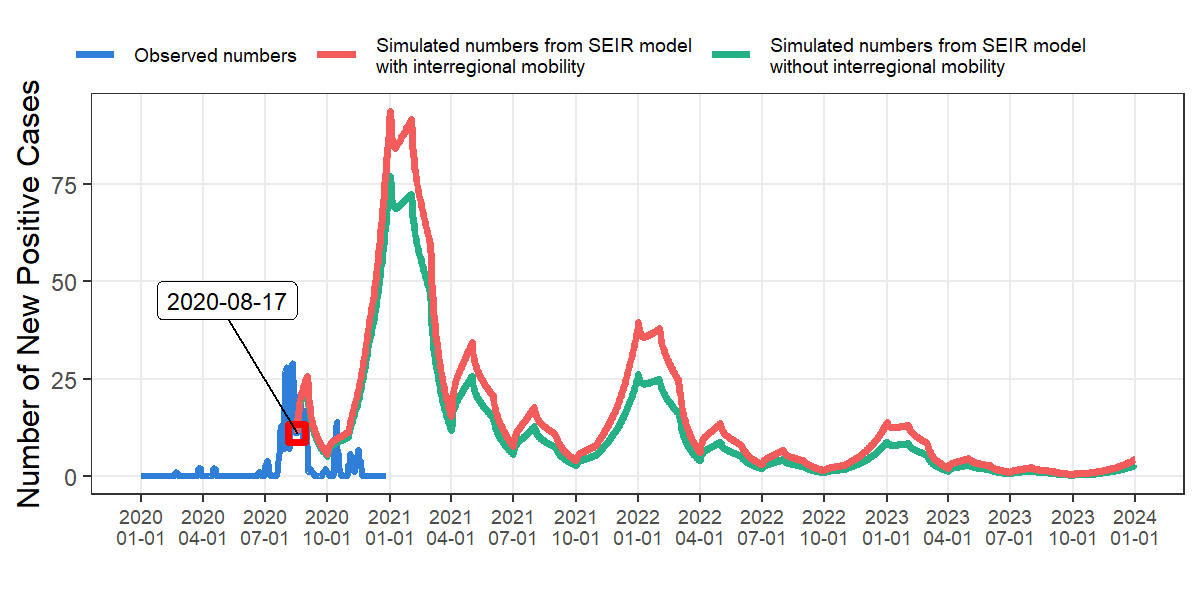 Observed numbers
Simulated numbers from SEIR model
with interregional mobility
Simulated numbers from SEIR model
without interregional mobility
Number of New Positive Cases
75
50
25
0
2020-08-17
2020 2020 2020 2020 2021 2021 2021 2021 2022 2022 2022 2022 2023 2023 2023 2023 2024
01-01 04-01 07-01 10-01 01-01 04-01 07-01 10-01 01-01 04-01 07-01 10-01 01-01 04-01 07-01 10-01 01-01